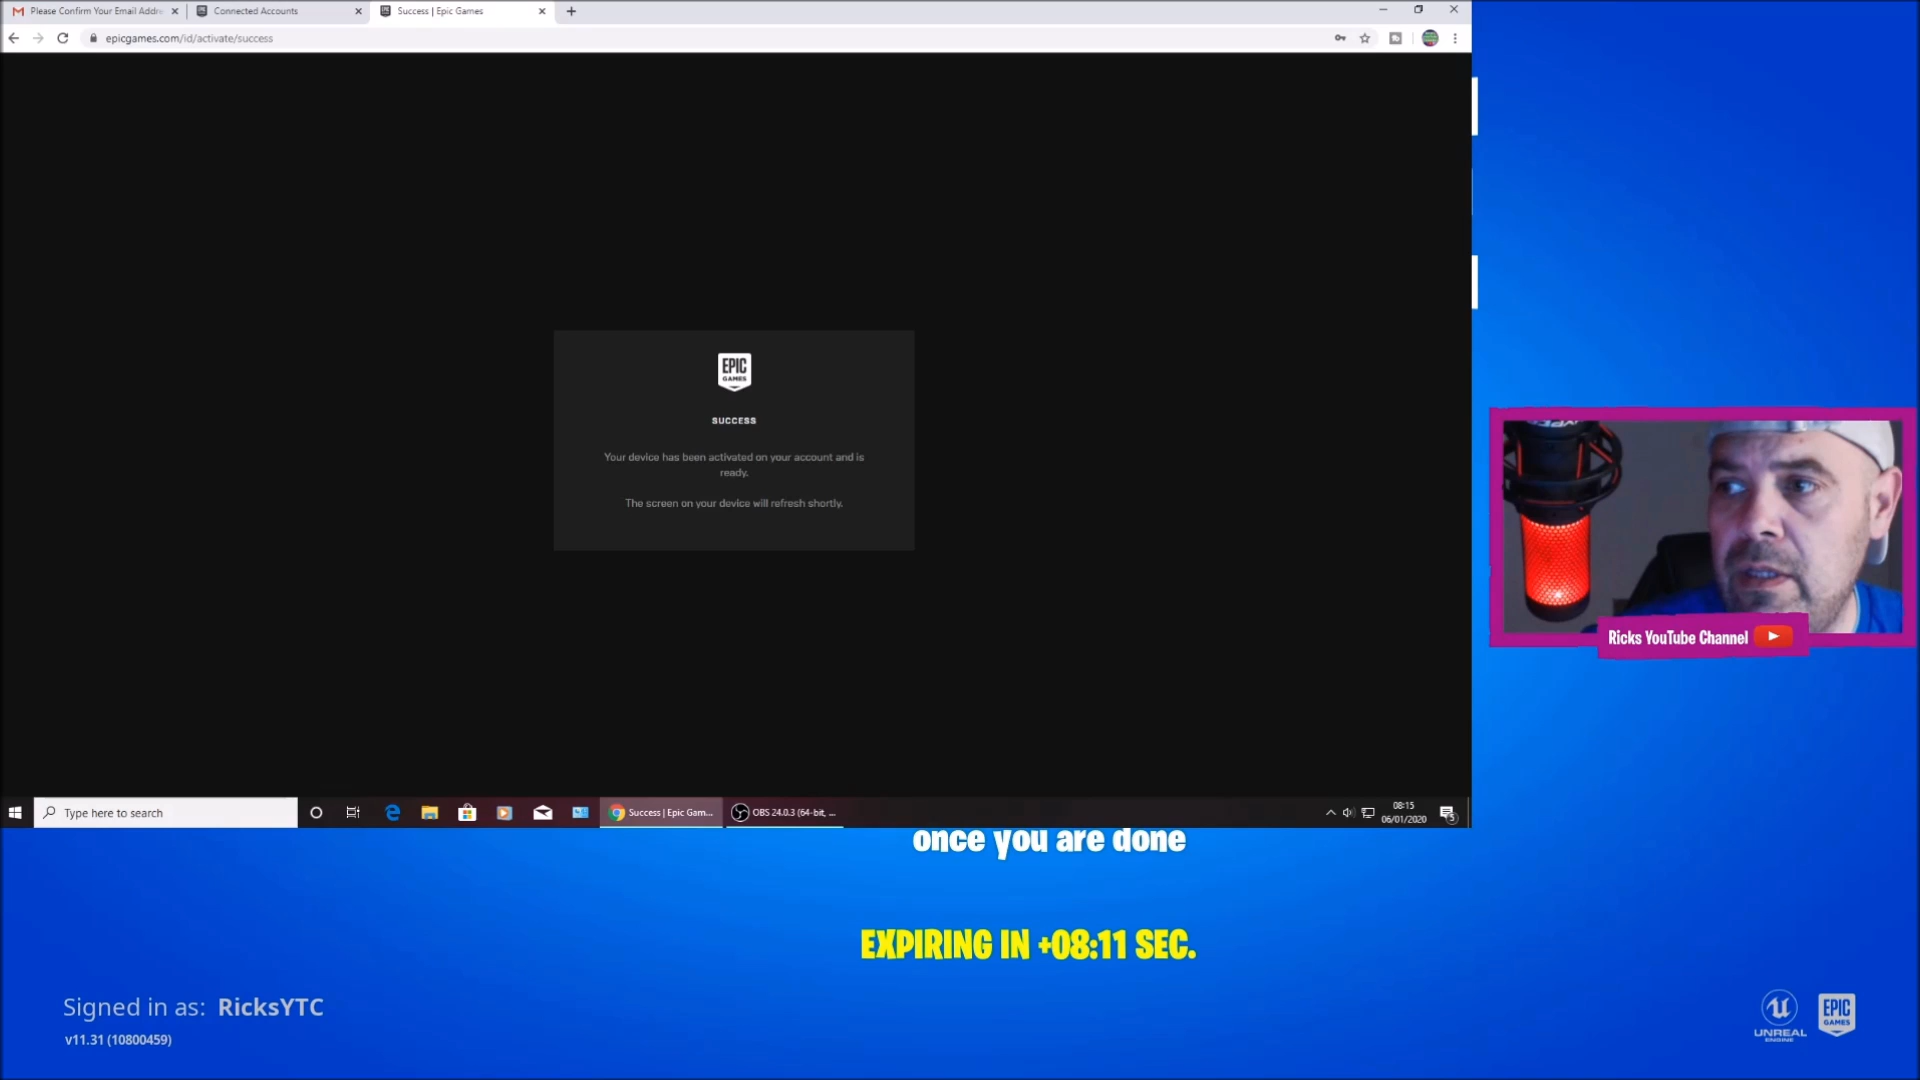 Please Confirm Your Email Addre
Connected Accounts
Success | Epic Games
epicgames.com/id/activate/success
EPIC
GAMES
SUCCESS
Your device has been activated on your account and is
ready.
The screen on your device will refresh shortly.
Ricks YouTube Channel
Type here to search
Success | Epic Gam...
OBS 24.0.3 (64-bit, ...
08:15
06/01/2020
5
once you are done
EXPIRING IN +08:11 SEC.
Signed in as: RicksYTC
v11.31 (10800459)
UNREAL
ENGINE
EPIC
GAMES